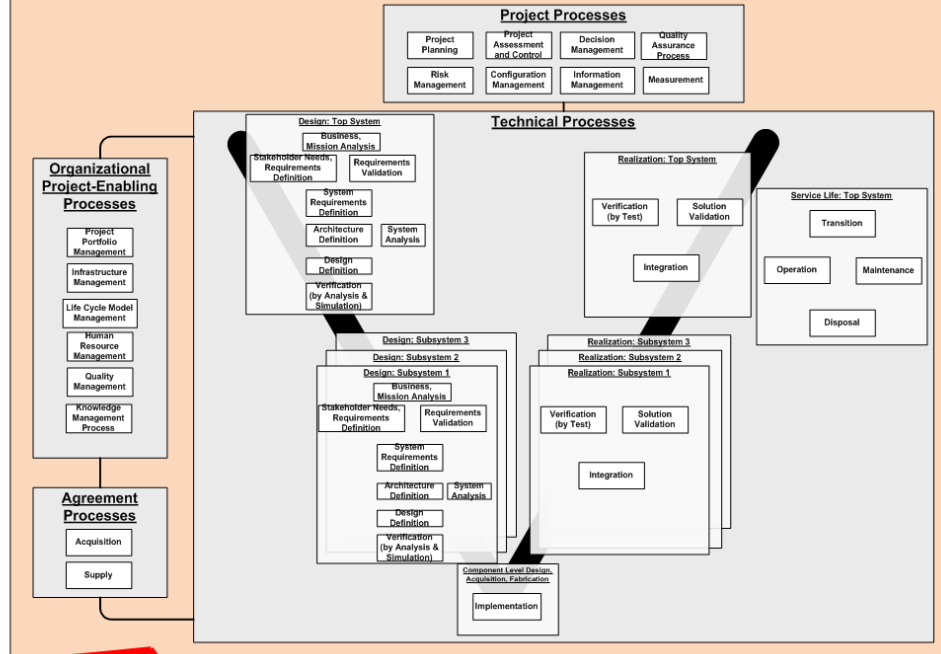 Project Processes
Project
Planning
Project
Assessment
and Control
Decision
Management
Quality
Assurance
Process
Risk
Management
Configuration
Management
Information
Management
Measurement
Technical Processes
Organizational
Project-Enabling
Processes
Project
Portfolio
Management
Infrastructure
Management
Life Cycle Model
Management
Human
Resource
Management
Quality
Management
Knowledge
Management
Process
Agreement
Processes
Acquisition
Supply
Design: Top System
Business,
Mission Analysis
Stakeholder Needs,
Requirements
Definition
Requirements
Validation
System
Requirements
Definition
Architecture
Definition
System
Analysis
Design
Definition
Verification
(by Analysis &
Simulation)
Realization: Top System
Verification
(by Test)
Solution
Validation
Integration
Service Life: Top System
Transition
Operation
Maintenance
Disposal
Design: Subsystem 3
Design: Subsystem 2
Design: Subsystem 1
Business,
Mission Analysis
Stakeholder Needs,
Requirements
Definition
Requirements
Validation
System
Requirements
Definition
Architecture
Definition
System
Analysis
Design
Definition
Verification
(by Analysis &
Simulation)
Realization: Subsystem 3
Realization: Subsystem 2
Realization: Subsystem 1
Verification
(by Test)
Solution
Validation
Integration
Component Level Design,
Acquisition, Fabrication
Implementation